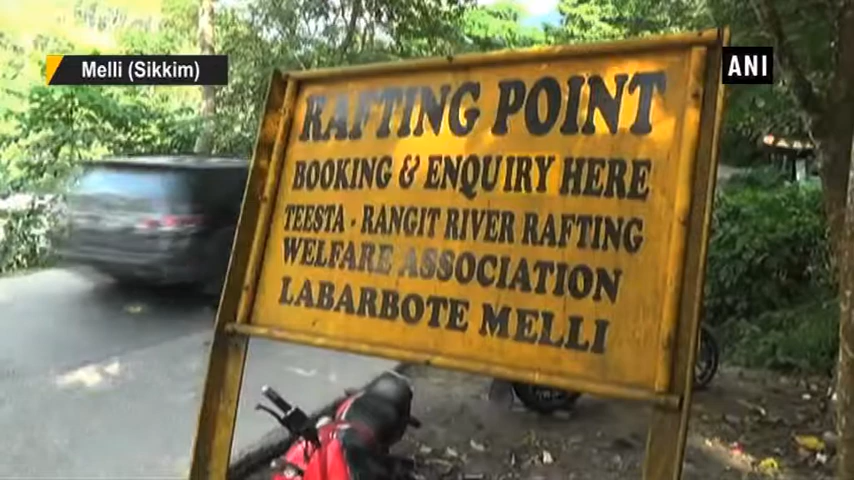 Melli (Sikkim)
ANI
RAFTING POINT
BOOKING & ENQUIRY HERE
TEESTA - RANGIT RIVER RAFTING
WELFARE ASSOCIATION
LABARBOTE MELLI